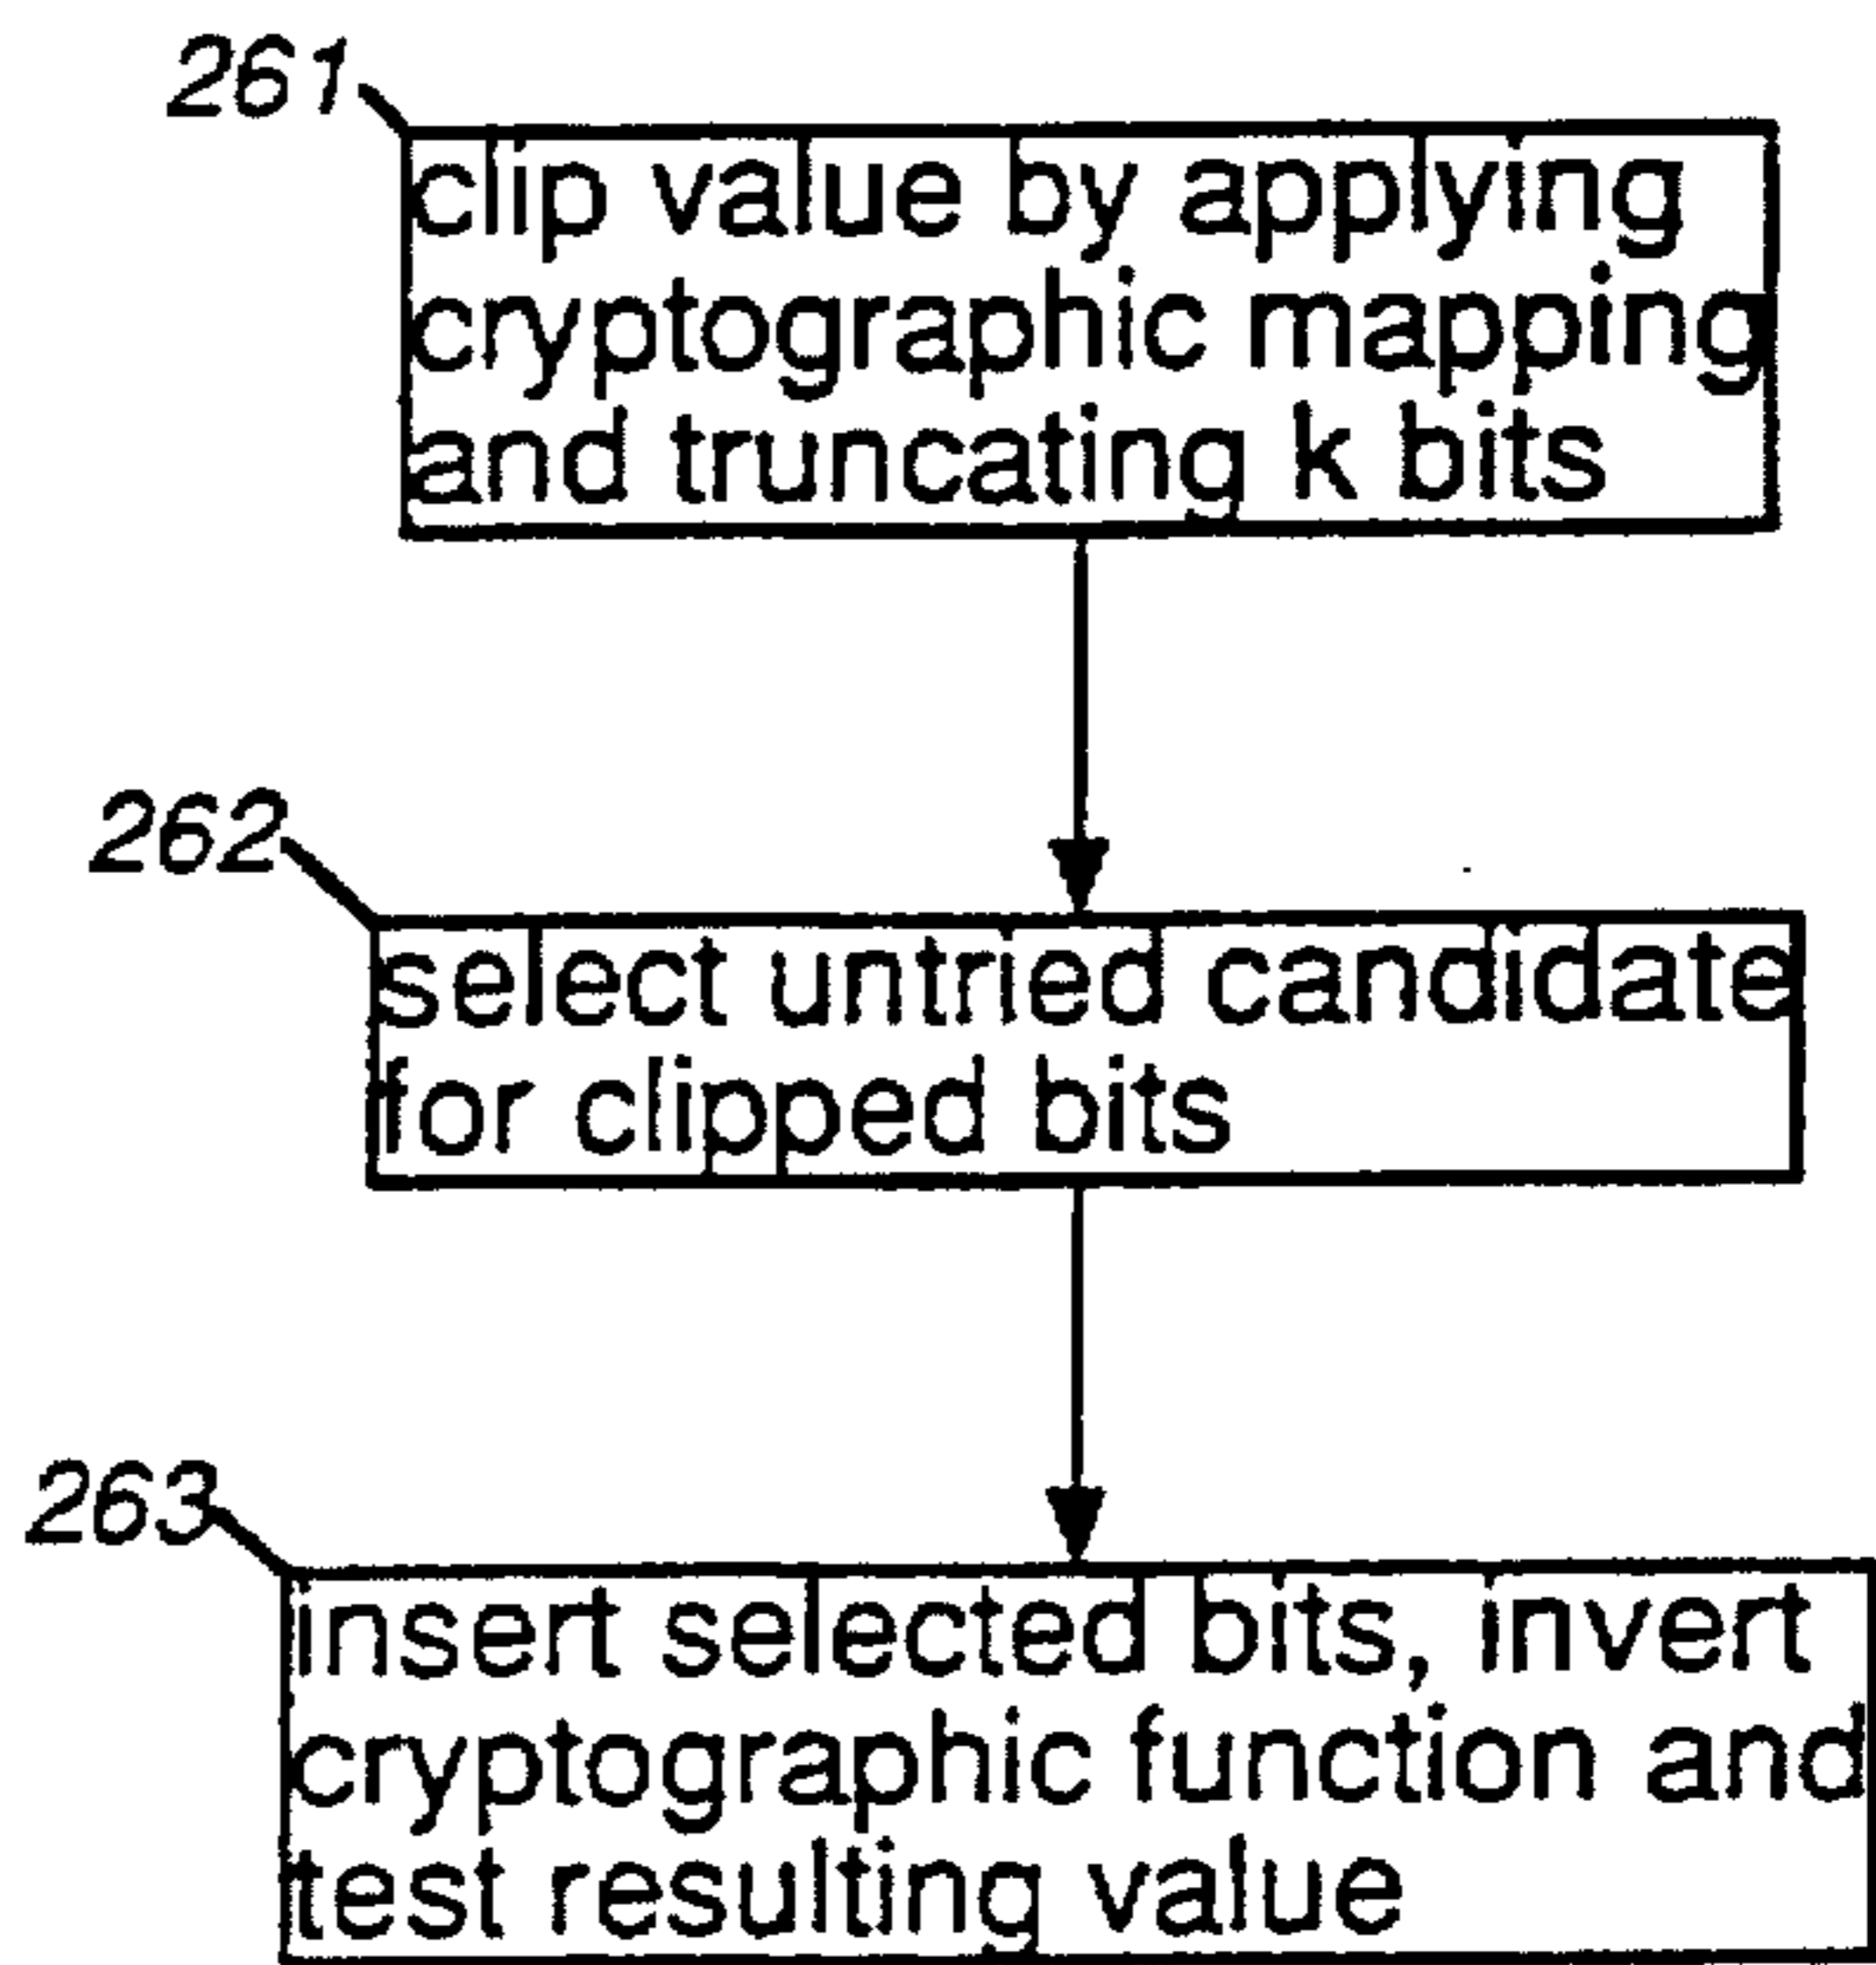 261
clip value by applying
cryptographic mapping
and truncating k bits
262
select untried candidate
for clipped bits
263
insert selected bits, invert
cryptographic function and
test resulting value